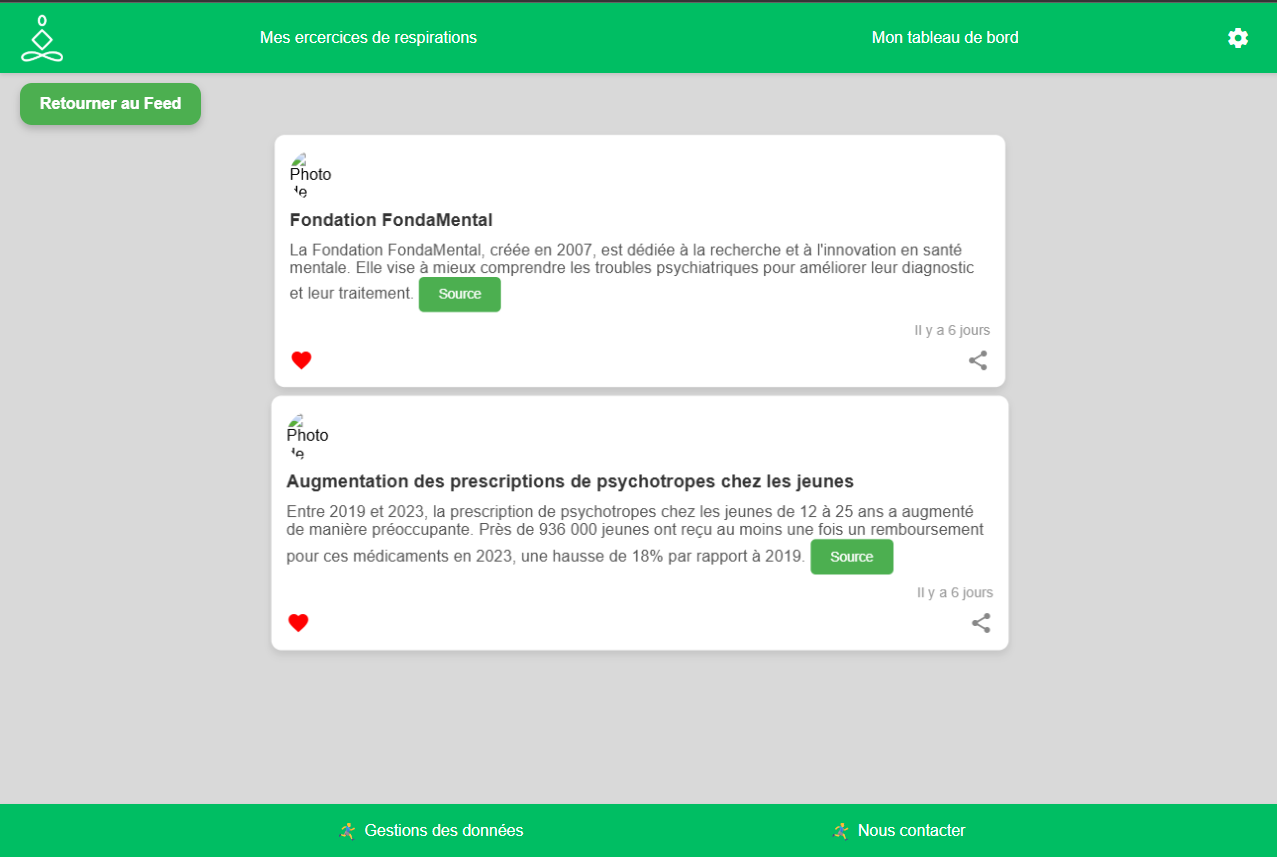 Mes ercercices de respirations
Mon tableau de bord
Retourner au Feed
Photo
de
Fondation FondaMental
La Fondation FondaMental, créée en 2007, est dédiée à la recherche et à l'innovation en santé
mentale. Elle vise à mieux comprendre les troubles psychiatriques pour améliorer leur diagnostic
et leur traitement. Source
Il y a 6 jours
Photo
de
Augmentation des prescriptions de psychotropes chez les jeunes
Entre 2019 et 2023, la prescription de psychotropes chez les jeunes de 12 à 25 ans a augmenté
de manière préoccupante. Près de 936 000 jeunes ont reçu au moins une fois un remboursement
pour ces médicaments en 2023, une hausse de 18% par rapport à 2019. Source
Il y a 6 jours
Gestions des données
Nous contacter